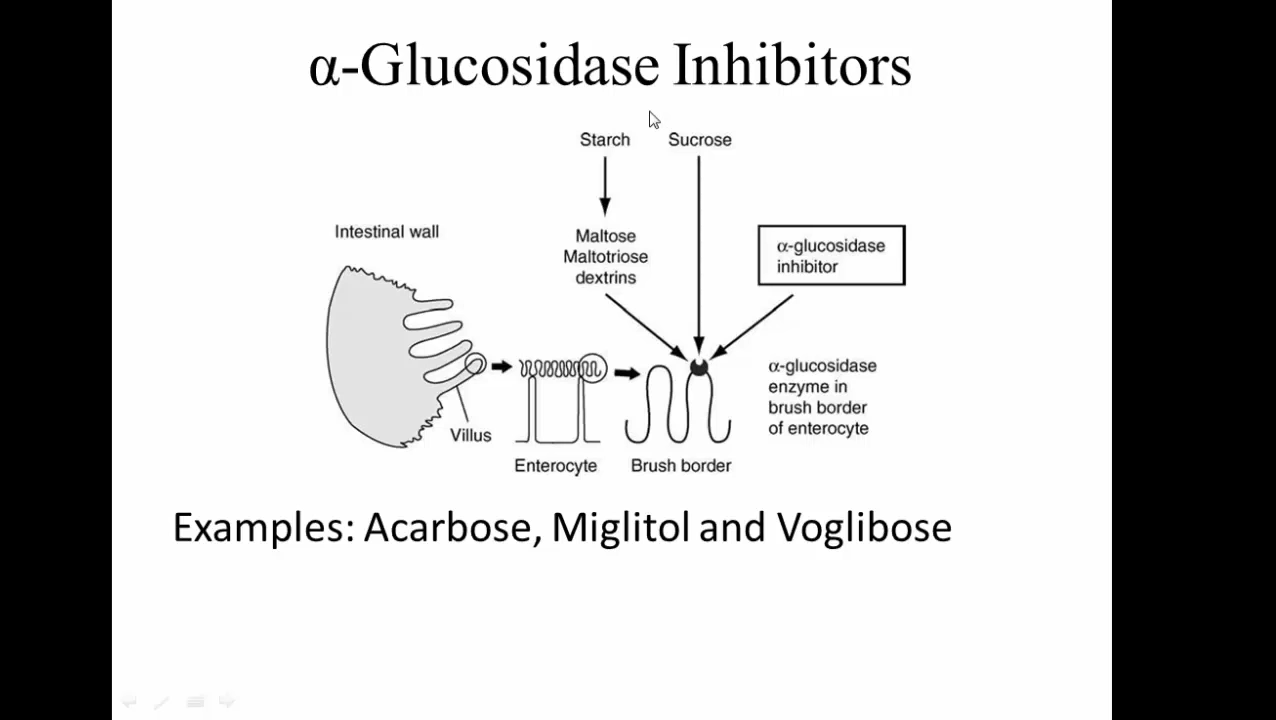 α-Glucosidase Inhibitors
Starch
Sucrose
Intestinal wall
Maltose
Maltotriose
dextrins
α-glucosidase
inhibitor
α-glucosidase
enzyme in
brush border
of enterocyte
Villus
Enterocyte
Brush border
Examples: Acarbose, Miglitol and Voglibose